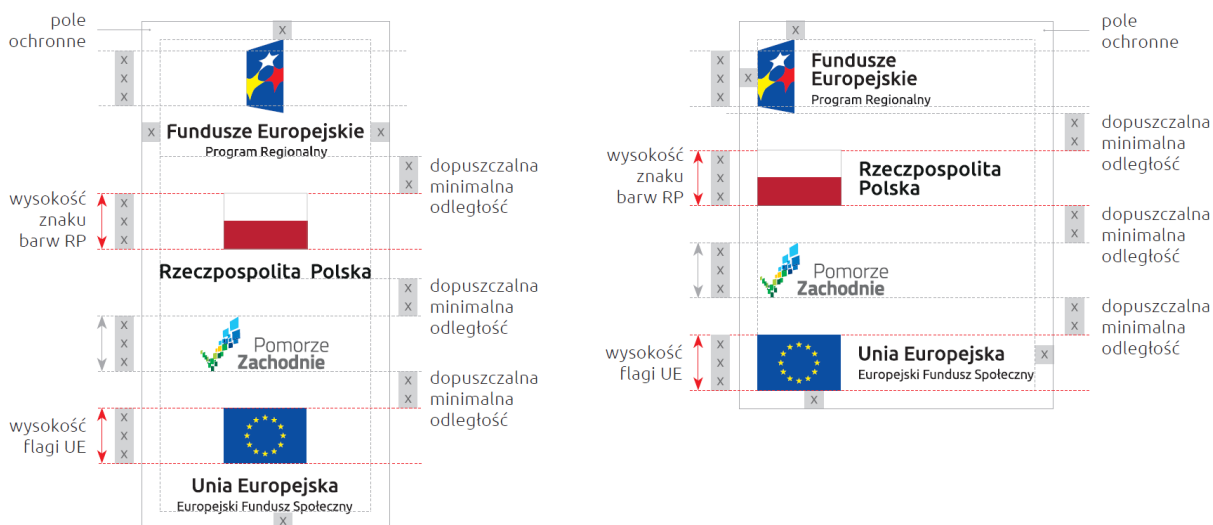 pole
ochronne
x
x
x
x
x
x
Fundusze Europejskie
Program Regionalny
x
x
dopuszczalna
minimalna
odległość
wysokość
znaku
barw RP
x
x
x
Rzeczpospolita Polska
x
x
dopuszczalna
minimalna
odległość
x
x
x
Pomorze
Zachodnie
x
x
dopuszczalna
minimalna
odległość
wysokość
flagi UE
x
x
x
Unia Europejska
Europejski Fundusz Społeczny
x
x
pole
ochronne
x
x
x
x
Fundusze
Europejskie
Program Regionalny
x
x
dopuszczalna
minimalna
odległość
wysokość
znaku
barw RP
x
x
x
Rzeczpospolita
Polska
x
x
dopuszczalna
minimalna
odległość
x
x
x
Pomorze
Zachodnie
x
x
dopuszczalna
minimalna
odległość
wysokość
flagi UE
x
x
x
Unia Europejska
Europejski Fundusz Społeczny
x
x